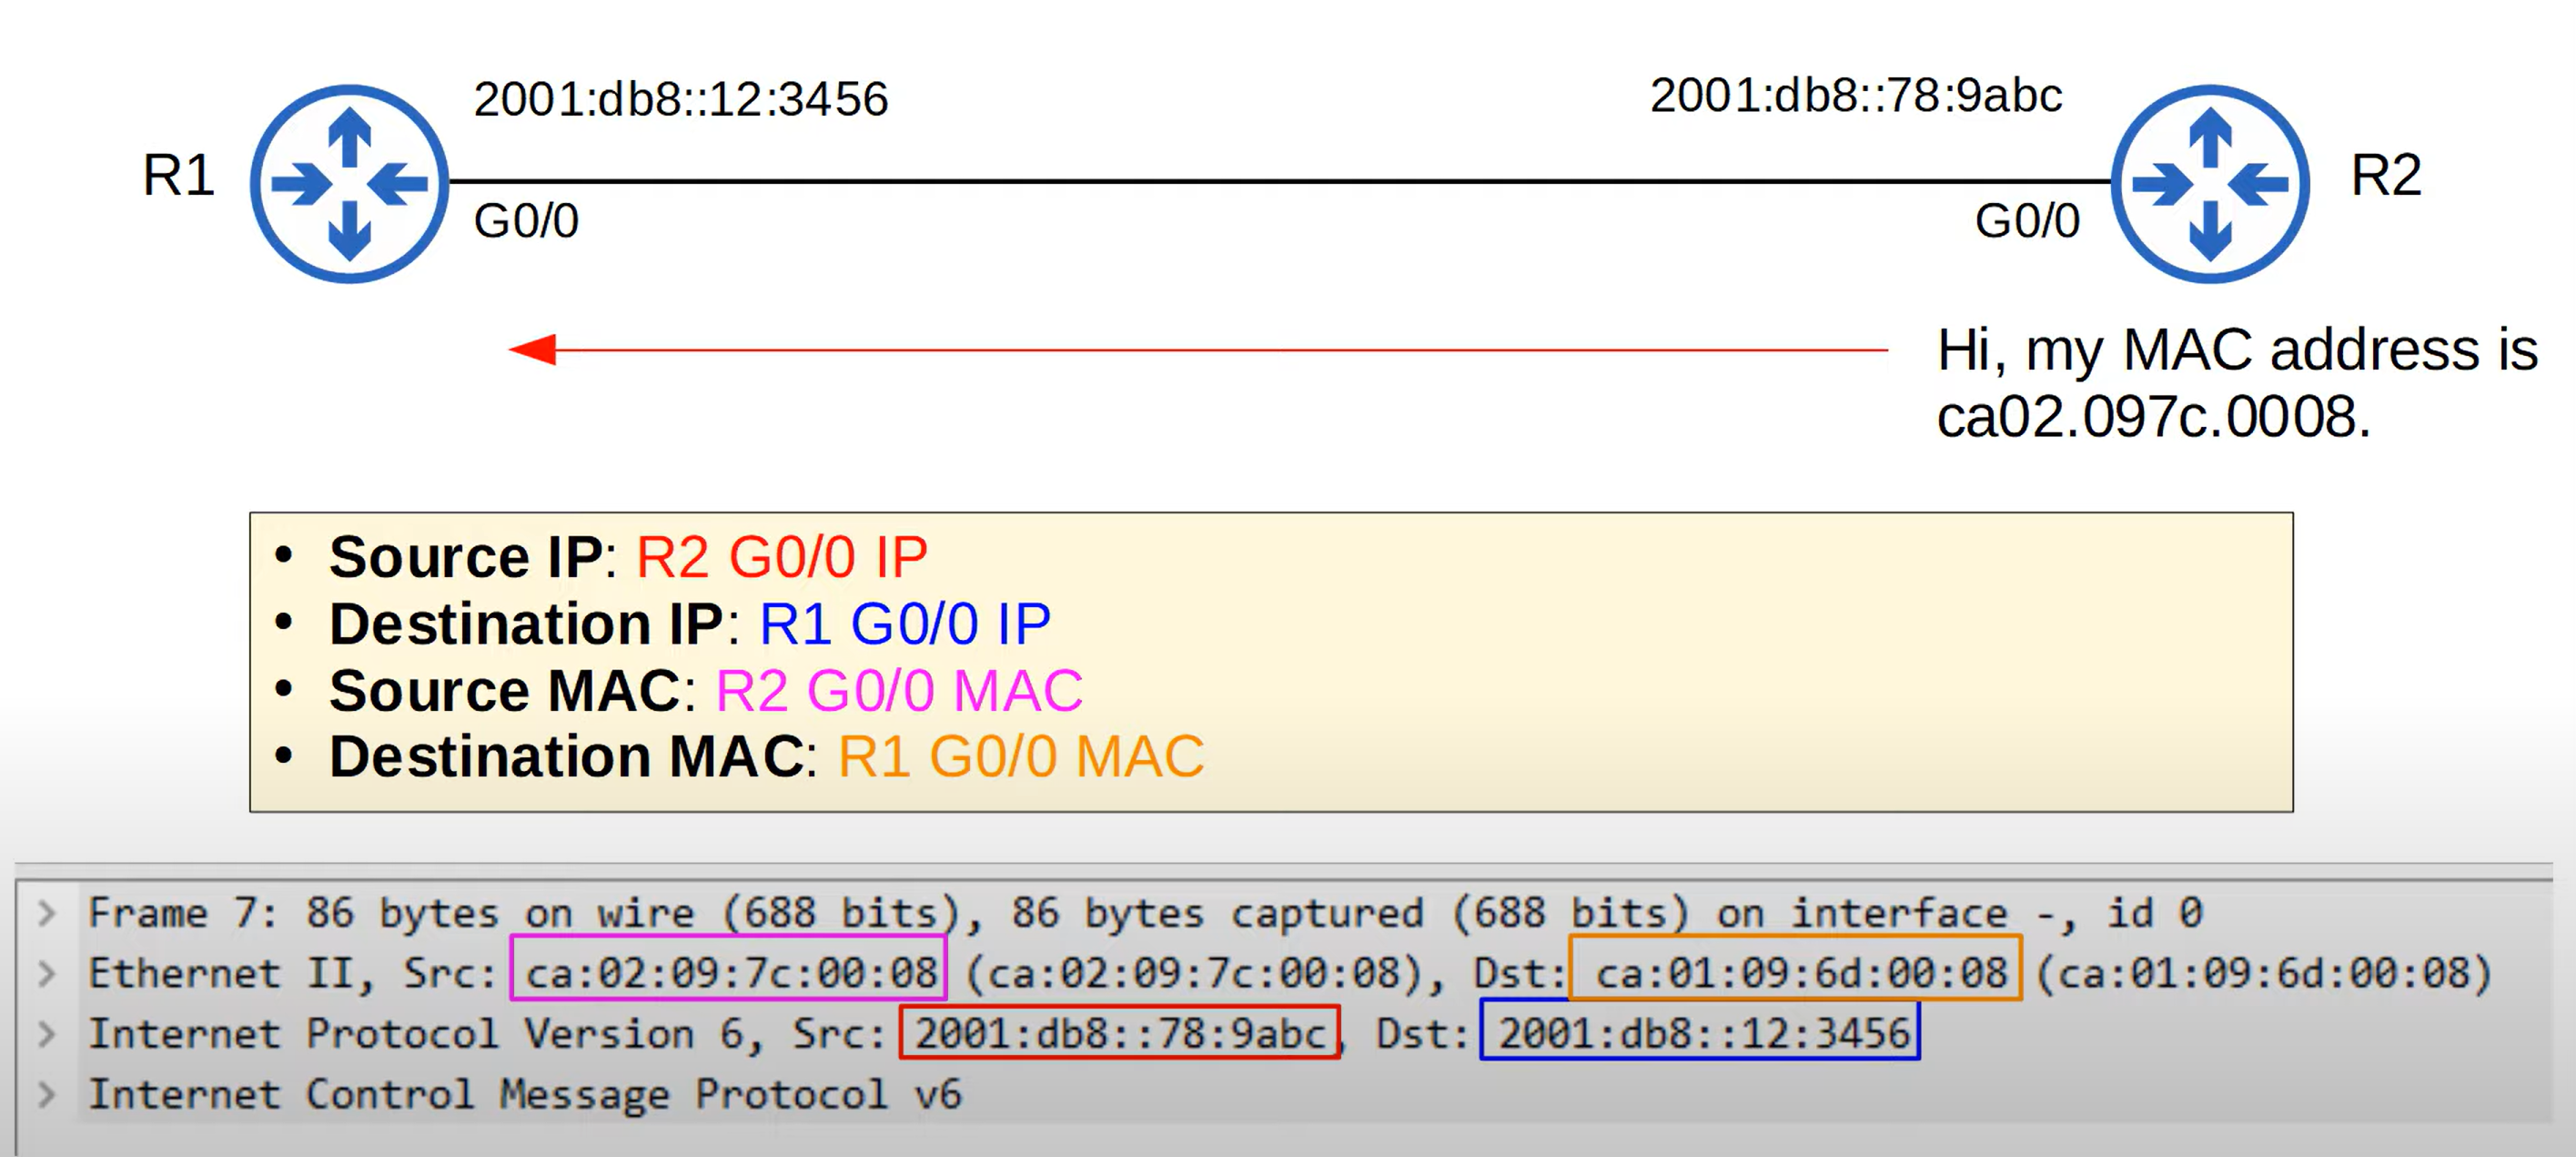 2001:db8::12:3456
2001:db8::78:9abc
R1
R2
G0/0
G0/0
Hi, my MAC address is
ca02.097c.0008.
• Source IP: R2 G0/0 IP
• Destination IP: R1 G0/0 IP
• Source MAC: R2 G0/0 MAC
• Destination MAC: R1 G0/0 MAC
> Frame 7: 86 bytes on wire (688 bits), 86 bytes captured (688 bits) on interface -, id 0
> Ethernet II, Src: ca:02:09:7c:00:08 (ca:02:09:7c:00:08), Dst: ca:01:09:6d:00:08 (ca:01:09:6d:00:08)
> Internet Protocol Version 6, Src: 2001:db8::78:9abc, Dst: 2001:db8::12:3456
> Internet Control Message Protocol v6